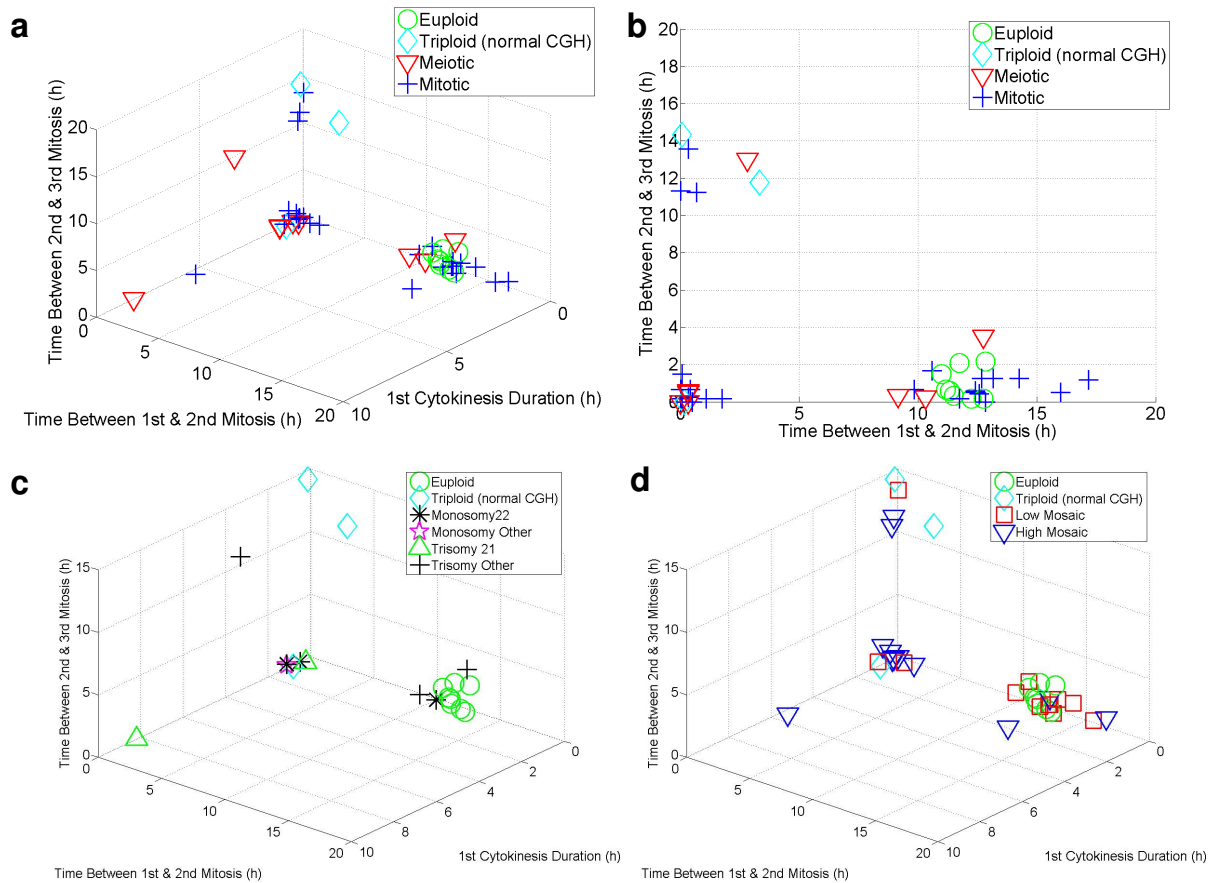 a
Euploid
Triploid (normal CGH)
Meiotic
Mitotic
Time Between 2nd & 3rd Mitosis (h)
20
15
10
5
0
0
5
10
15
20
10
5
0
Time Between 1st & 2nd Mitosis (h)
1st Cytokinesis Duration (h)
b
Euploid
Triploid (normal CGH)
Meiotic
Mitotic
Time Between 2nd & 3rd Mitosis (h)
20
18
16
14
12
10
8
6
4
2
0
0
5
10
15
20
Time Between 1st & 2nd Mitosis (h)
c
Euploid
Triploid (normal CGH)
Monosomy22
Monosomy Other
Trisomy 21
Trisomy Other
Time Between 2nd & 3rd Mitosis (h)
15
10
5
0
0
5
10
15
20
10
8
6
4
2
0
Time Between 1st & 2nd Mitosis (h)
1st Cytokinesis Duration (h)
d
Euploid
Triploid (normal CGH)
Low Mosaic
High Mosaic
Time Between 2nd & 3rd Mitosis (h)
15
10
5
0
0
5
10
15
20
10
8
6
4
2
0
Time Between 1st & 2nd Mitosis (h)
1st Cytokinesis Duration (h)